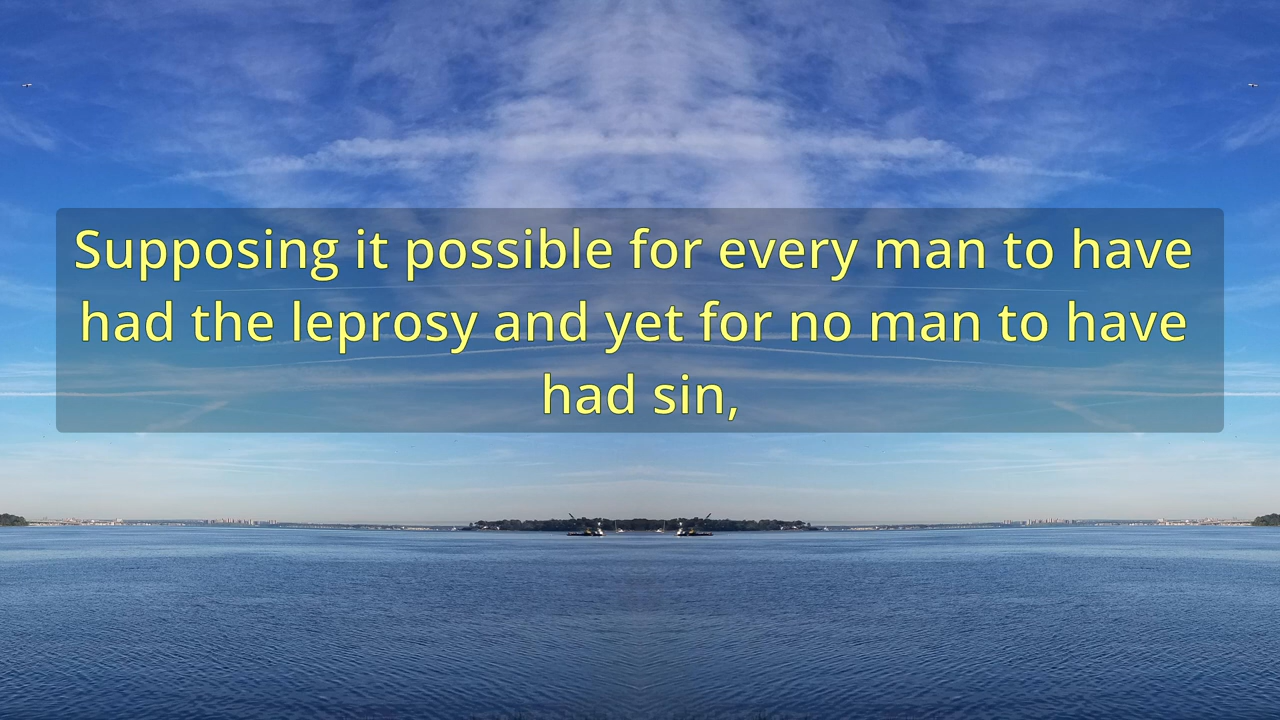 Supposing it possible for every man to have
had the leprosy and yet for no man to have
had sin,